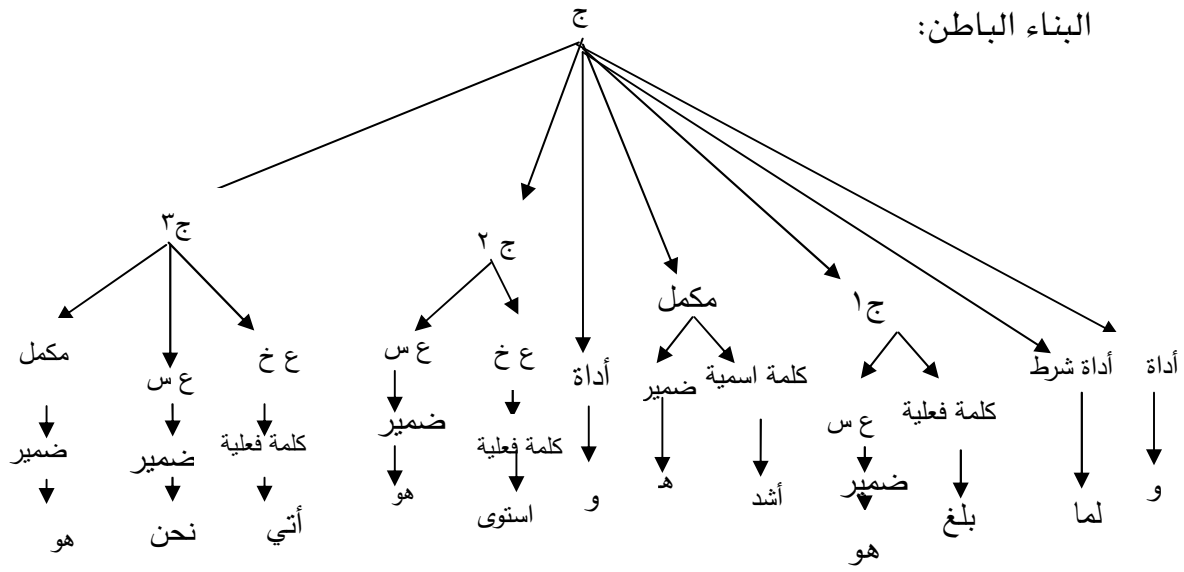 البناء الباطن:
ج
ج١
مكمل
ج ٢
ج٣
أداة
أداة شرط
كلمة فعلية
ع س
كلمة اسمية
ضمير
أداة
ع خ
ع س
ع خ
ع س
مكمل
ضمير
كلمة فعلية
ضمير
كلمة فعلية
ضمير
ضمير
و
لما
بلغ
هو
أشد
هـ
و
استوى
هو
أتي
نحن
هو